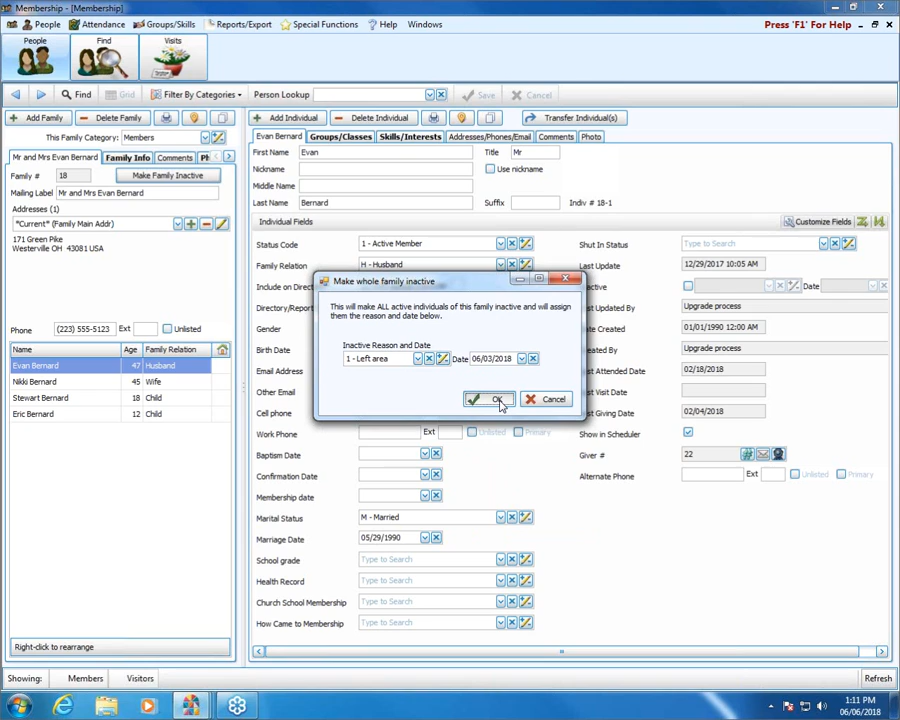 Membership - [Membership]
People Attendance Groups/Skills Reports/Export Special Functions Help Windows Press 'F1' For Help
People Find Visits
Find Grid Filter By Categories Person Lookup Save Cancel
Add Family Delete Family Add Individual Delete Individual Transfer Individual(s)
This Family Category: Members
Evan Bernard Groups/Classes Skills/Interests Addresses/Phones/Email Comments Photo
Mr and Mrs Evan Bernard Family Info Comments Ph
First Name Evan Title Mr
Family # 18 Make Family Inactive
Nickname Use nickname
Mailing Label Mr and Mrs Evan Bernard
Middle Name
Last Name Bernard Suffix Indiv # 18-1
Addresses (1)
*Current* (Family Main Addr)
Individual Fields Customize Fields
171 Green Pike
Westerville OH 43081 USA
Status Code 1 - Active Member Shut In Status Type to Search
Family Relation H - Husband Last Update 12/29/2017 10:05 AM
Include on Direc Inactive Date
Make whole family inactive
This will make ALL active individuals of this family inactive and will assign
them the reason and date below.
Inactive Reason and Date
1 - Left area Date 06/03/2018
OK Cancel
Directory/Report Updated By Upgrade process
Gender Created 01/01/1990 12:00 AM
Phone (223) 555-5123 Ext Unlisted
Birth Date By Upgrade process
Name Age Family Relation
Evan Bernard 47 Husband
Nikki Bernard 45 Wife
Stewart Bernard 18 Child
Eric Bernard 12 Child
Email Address Attended Date 02/18/2018
Other Email Visit Date
Cell phone Giving Date 02/04/2018
Work Phone Ext Unlisted Primary Show in Scheduler
Baptism Date Giver # 22
Confirmation Date Alternate Phone Ext Unlisted Primary
Membership date
Marital Status M - Married
Marriage Date 05/29/1990
School grade Type to Search
Health Record Type to Search
Church School Membership Type to Search
How Came to Membership Type to Search
Right-click to rearrange
Showing: Members Visitors Refresh
1:11 PM
06/06/2018